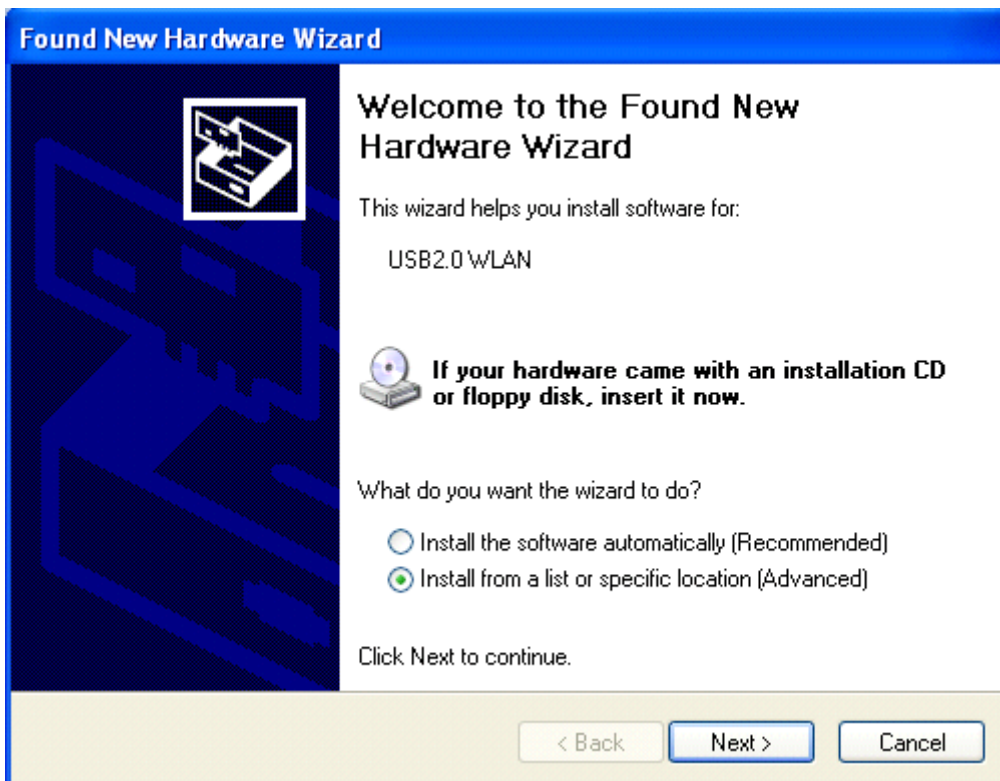 Found New Hardware Wizard
Welcome to the Found New
Hardware Wizard
This wizard helps you install software for:
USB2.0 WLAN
If your hardware came with an installation CD
or floppy disk, insert it now.
What do you want the wizard to do?
Install the software automatically (Recommended)
Install from a list or specific location (Advanced)
Click Next to continue.
< Back Next > Cancel